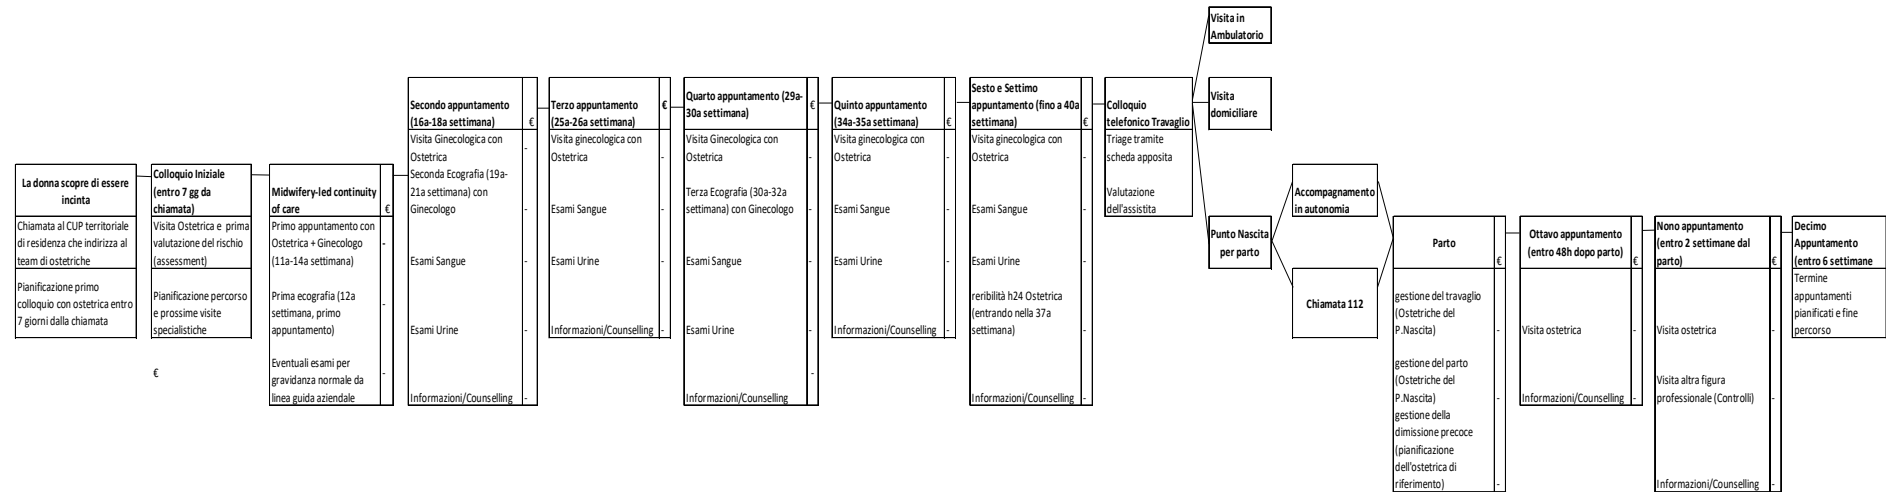 La donna scopre di essere
incinta
Chiamata al CUP territoriale
di residenza che indirizza al
team di ostetriche
Pianificazione primo
colloquio con ostetrica entro
7 giorni dalla chiamata
Colloquio Iniziale
(entro 7 gg da
chiamata)
Visita Ostetrica e prima
valutazione del rischio
(assessment)
Pianificazione percorso
e prossime visite
specialistiche
€
Midwifery-led continuity
of care €
Primo appuntamento con
Ostetrica + Ginecologo
(11a-14a settimana) -
Prima ecografia (12a
settimana, primo
appuntamento) -
Eventuali esami per
gravidanza normale da
linea guida aziendale -
Secondo appuntamento
(16a-18a settimana) €
Visita Ginecologica con
Ostetrica -
Seconda Ecografia (19a-
21a settimana) con
Ginecologo -
Esami Sangue -
Esami Urine -
Informazioni/Counselling -
Terzo appuntamento €
(25a-26a settimana)
Visita ginecologica con
Ostetrica -
Esami Sangue -
Esami Urine -
Informazioni/Counselling -
Quarto appuntamento (29a-
30a settimana) €
Visita Ginecologica con
Ostetrica -
Terza Ecografia (30a-32a
settimana) con Ginecologo -
Esami Sangue -
Esami Urine -
-
Informazioni/Counselling
Quinto appuntamento
(34a-35a settimana) €
Visita ginecologica con
Ostetrica -
Esami Sangue -
Esami Urine -
Informazioni/Counselling -
Sesto e Settimo
appuntamento (fino a 40a
settimana) €
Visita ginecologica con
Ostetrica -
Esami Sangue -
Esami Urine -
reribilità h24 Ostetrica
(entrando nella 37a
settimana) -
Informazioni/Counselling -
Colloquio
telefonico Travaglio
Triage tramite
scheda apposita
Valutazione
dell'assistita
Visita in
Ambulatorio
Visita
domiciliare
Punto Nascita
per parto
Accompagnamento
in autonomia
Chiamata 112
Parto €
gestione del travaglio
(Ostetriche del
P.Nascita) -
gestione del parto
(Ostetriche del
P.Nascita) -
gestione della
dimissione precoce
(pianificazione
dell'ostetrica di
riferimento) -
Ottavo appuntamento
(entro 48h dopo parto) €
Visita ostetrica -
Informazioni/Counselling -
Nono appuntamento
(entro 2 settimane dal
parto) €
Visita ostetrica -
Visita altra figura
professionale (Controlli) -
Informazioni/Counselling -
Decimo
Appuntamento
(entro 6 settimane
Termine
appuntamenti
pianificati e fine
percorso